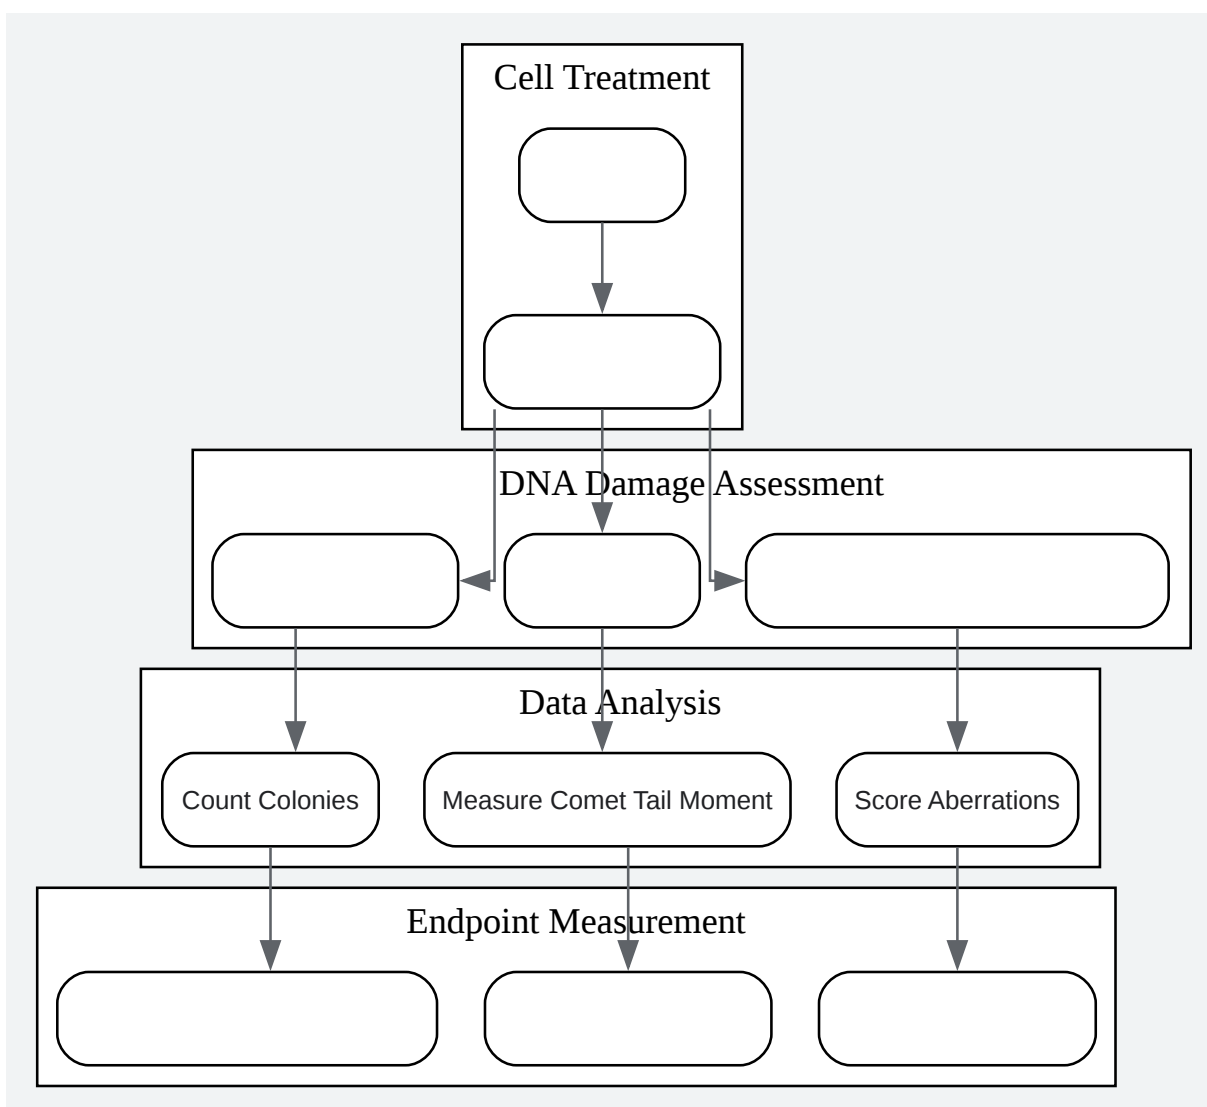 Cell Treatment
DNA Damage Assessment
Data Analysis
Count Colonies
Measure Comet Tail Moment
Score Aberrations
Endpoint Measurement